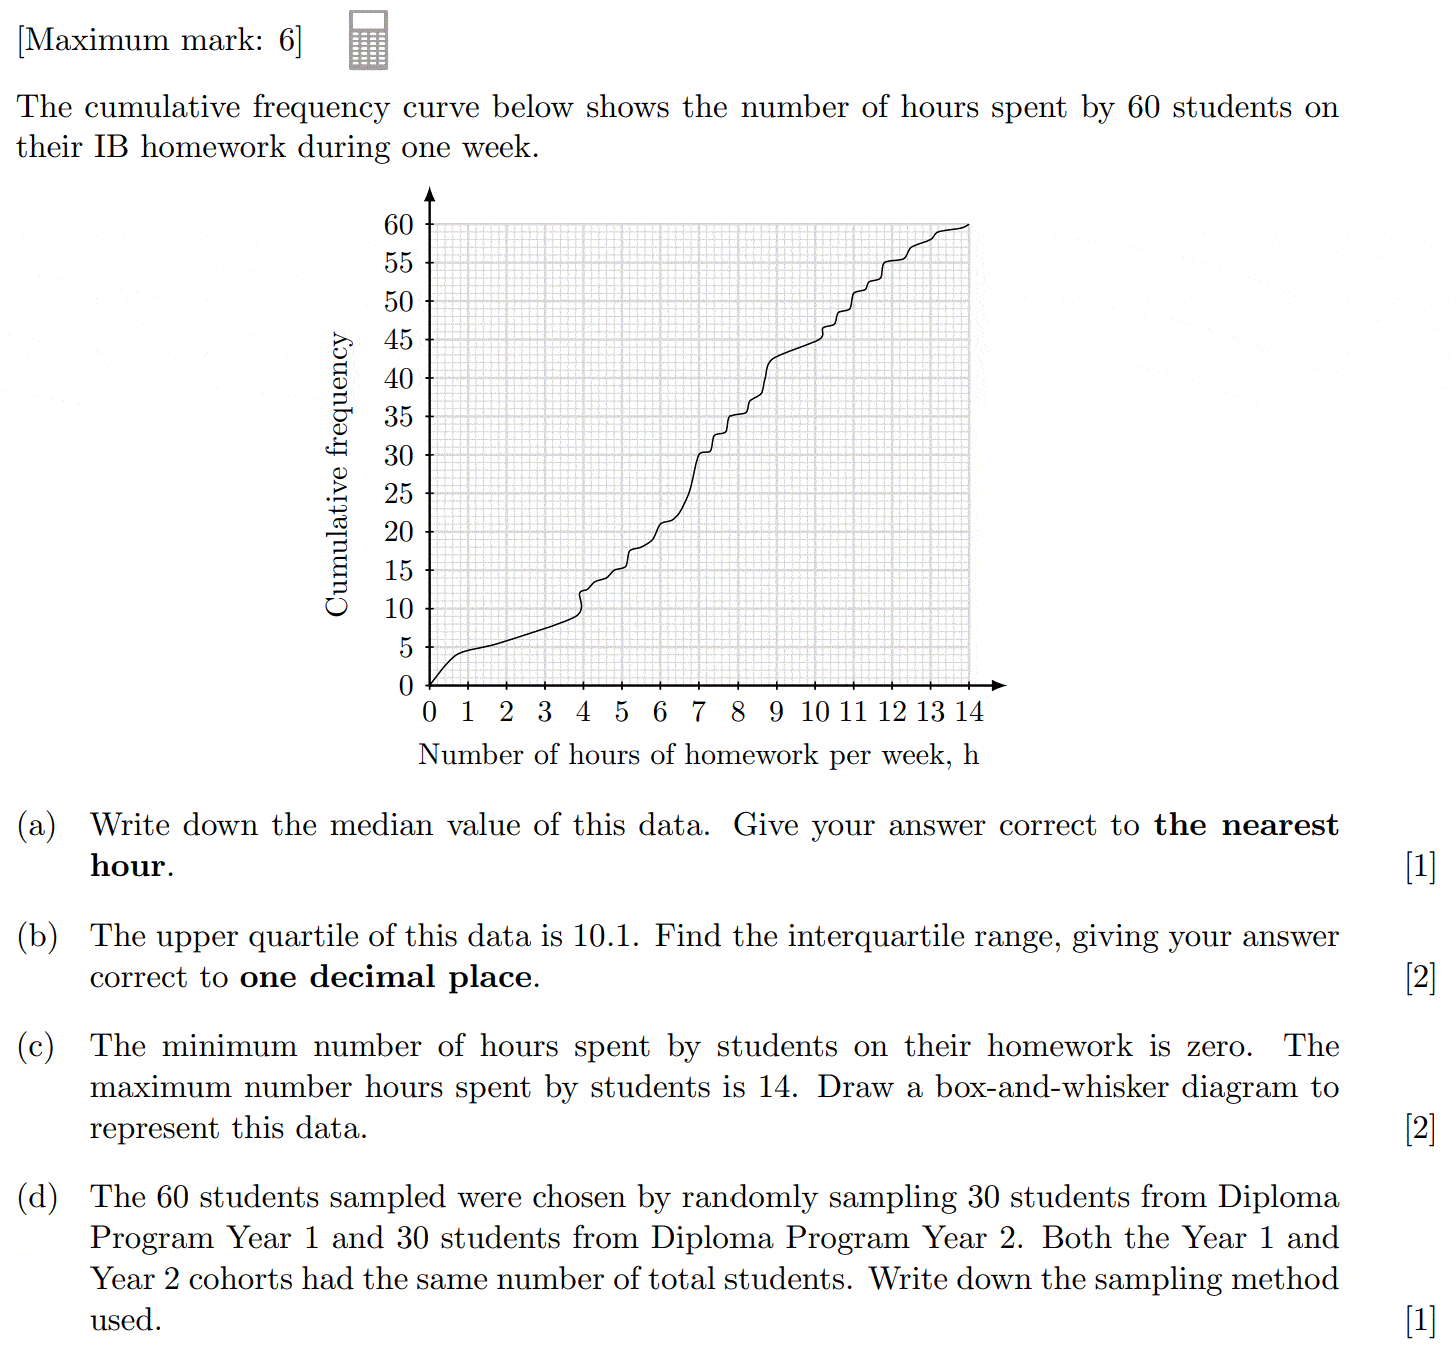 [Maximum mark: 6]
The cumulative frequency curve below shows the number of hours spent by 60 students on
their IB homework during one week.
60
55
50
45
40
35
30
25
20
15
10
5
0
Cumulative frequency
0 1 2 3 4 5 6 7 8 9 10 11 12 13 14
Number of hours of homework per week, h
(a) Write down the median value of this data. Give your answer correct to the nearest
hour. [1]
(b) The upper quartile of this data is 10.1. Find the interquartile range, giving your answer
correct to one decimal place. [2]
(c) The minimum number of hours spent by students on their homework is zero. The
maximum number hours spent by students is 14. Draw a box-and-whisker diagram to
represent this data. [2]
(d) The 60 students sampled were chosen by randomly sampling 30 students from Diploma
Program Year 1 and 30 students from Diploma Program Year 2. Both the Year 1 and
Year 2 cohorts had the same number of total students. Write down the sampling method
used. [1]